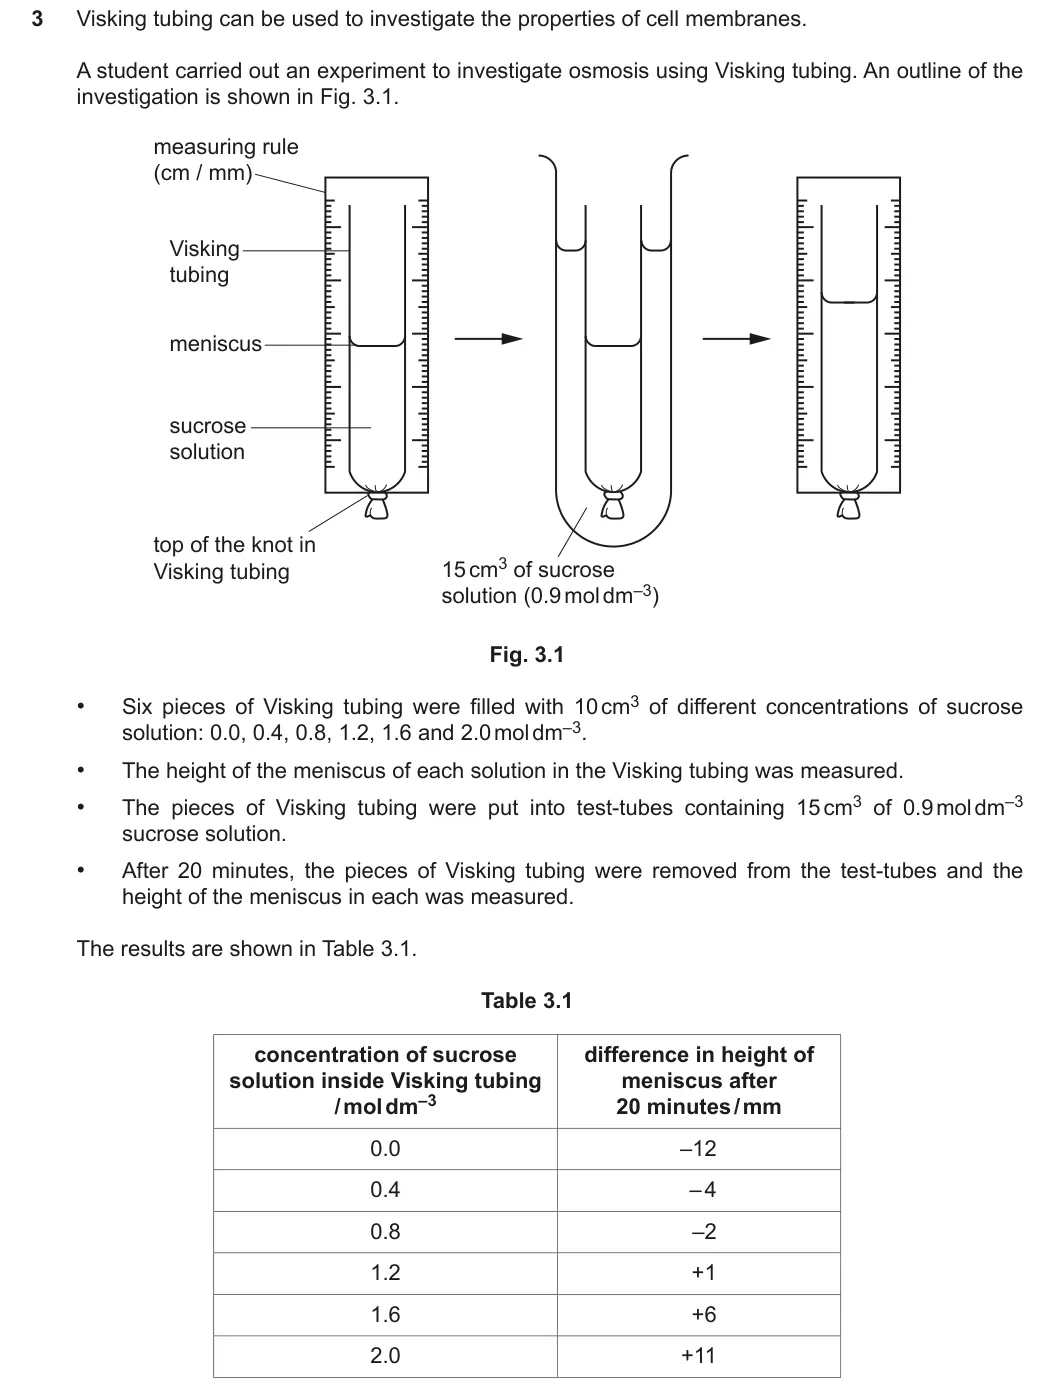 3 Visking tubing can be used to investigate the properties of cell membranes.
A student carried out an experiment to investigate osmosis using Visking tubing. An outline of the
investigation is shown in Fig. 3.1.
measuring rule
(cm / mm)
Visking
tubing
meniscus
sucrose
solution
top of the knot in
Visking tubing
15 cm³ of sucrose
solution (0.9 mol dm⁻³)
Fig. 3.1
• Six pieces of Visking tubing were filled with 10 cm³ of different concentrations of sucrose
solution: 0.0, 0.4, 0.8, 1.2, 1.6 and 2.0 mol dm⁻³.
• The height of the meniscus of each solution in the Visking tubing was measured.
• The pieces of Visking tubing were put into test-tubes containing 15 cm³ of 0.9 mol dm⁻³
sucrose solution.
• After 20 minutes, the pieces of Visking tubing were removed from the test-tubes and the
height of the meniscus in each was measured.
The results are shown in Table 3.1.
Table 3.1
concentration of sucrose
solution inside Visking tubing
/ mol dm⁻³
difference in height of
meniscus after
20 minutes / mm
0.0 –12
0.4 –4
0.8 –2
1.2 +1
1.6 +6
2.0 +11